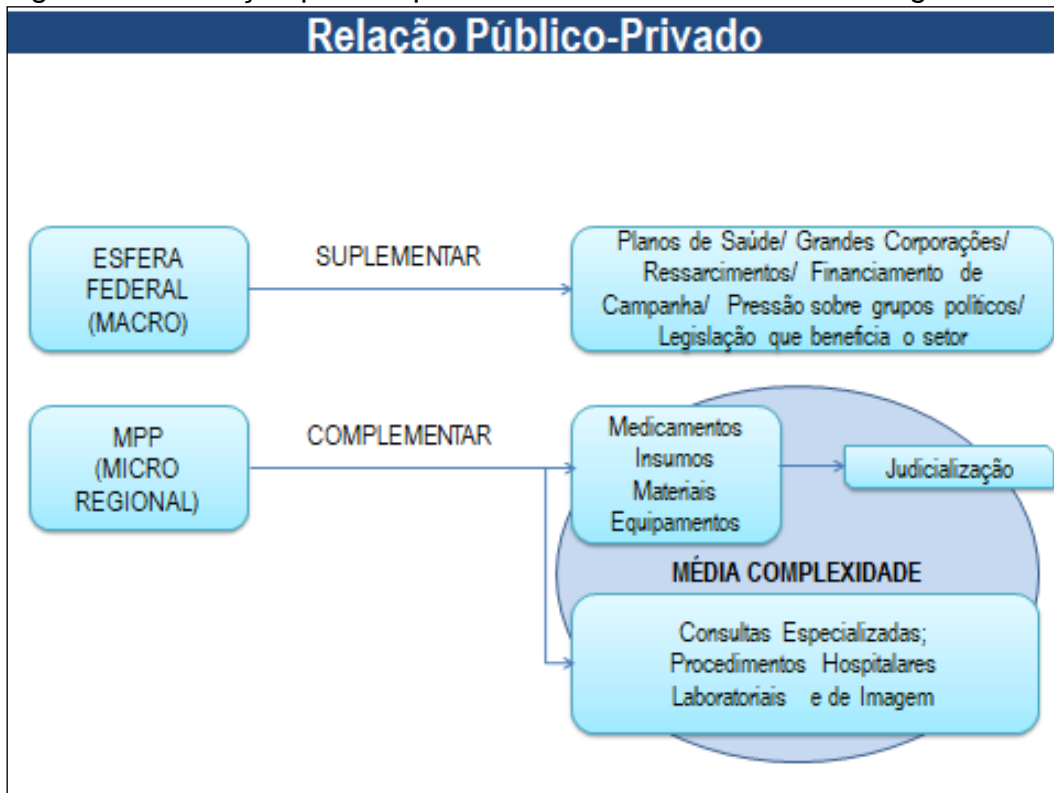 Relação Público-Privado
ESFERA
FEDERAL
(MACRO)
SUPLEMENTAR
Planos de Saúde/ Grandes Corporações/
Ressarcimentos/ Financiamento de
Campanha/ Pressão sobre grupos políticos/
Legislação que beneficia o setor
MPP
(MICRO
REGIONAL)
COMPLEMENTAR
Medicamentos
Insumos
Materiais
Equipamentos
Judicialização
MÉDIA COMPLEXIDADE
Consultas Especializadas;
Procedimentos Hospitalares
Laboratoriais e de Imagem